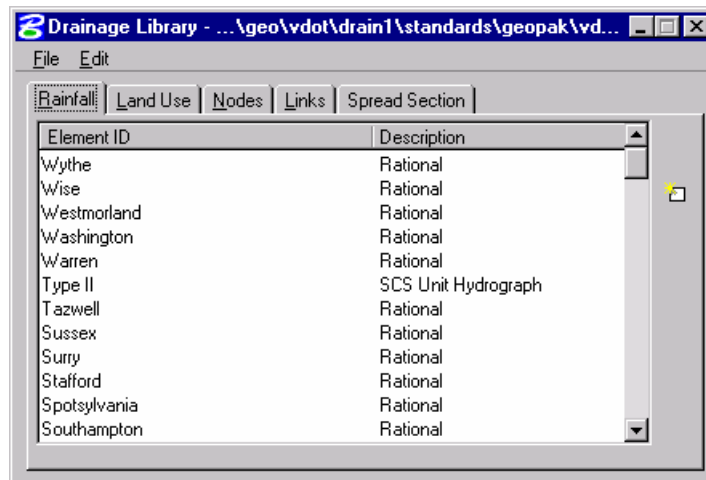 Drainage Library - ...\geo\vdot\drain1\standards\geopak\vd...
File Edit
Rainfall Land Use Nodes Links Spread Section
Element ID Description
Wythe Rational
Wise Rational
Westmorland Rational
Washington Rational
Warren Rational
Type II SCS Unit Hydrograph
Tazwell Rational
Sussex Rational
Surry Rational
Stafford Rational
Spotsylvania Rational
Southampton Rational